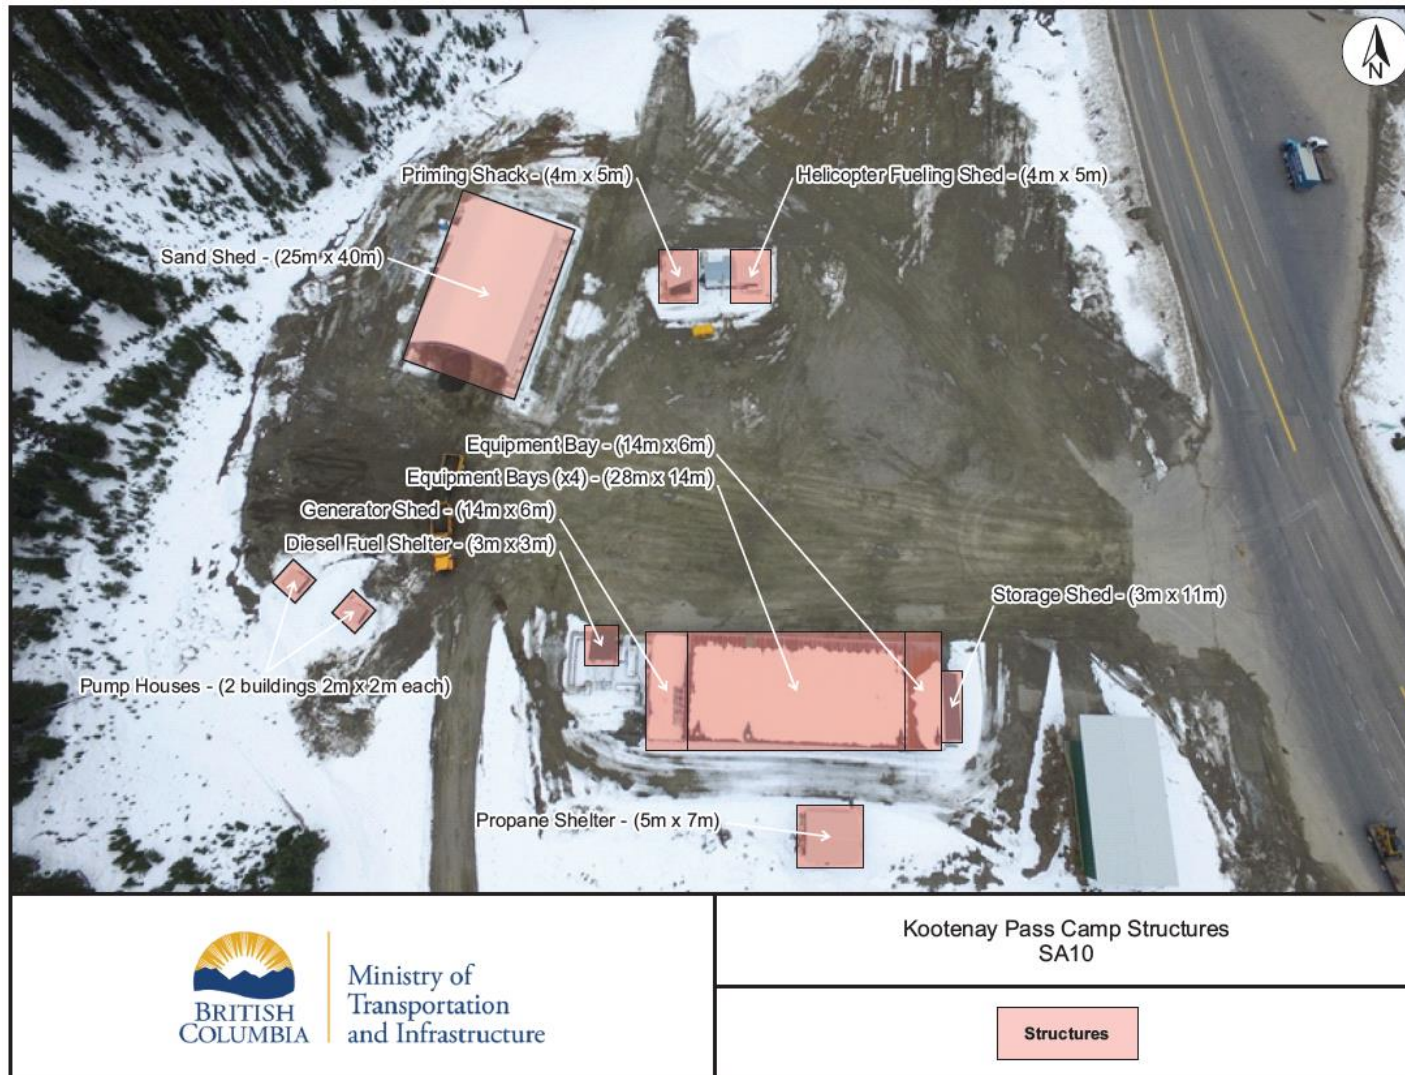 N
Priming Shack - (4m x 5m)
Helicopter Fueling Shed - (4m x 5m)
Sand Shed - (25m x 40m)
Equipment Bay - (14m x 6m)
Equipment Bays (x4) - (28m x 14m)
Generator Shed - (14m x 6m)
Diesel Fuel Shelter - (3m x 3m)
Storage Shed - (3m x 11m)
Pump Houses - (2 buildings 2m x 2m each)
Propane Shelter - (5m x 7m)
BRITISH
COLUMBIA
Ministry of
Transportation
and Infrastructure
Kootenay Pass Camp Structures
SA10
Structures